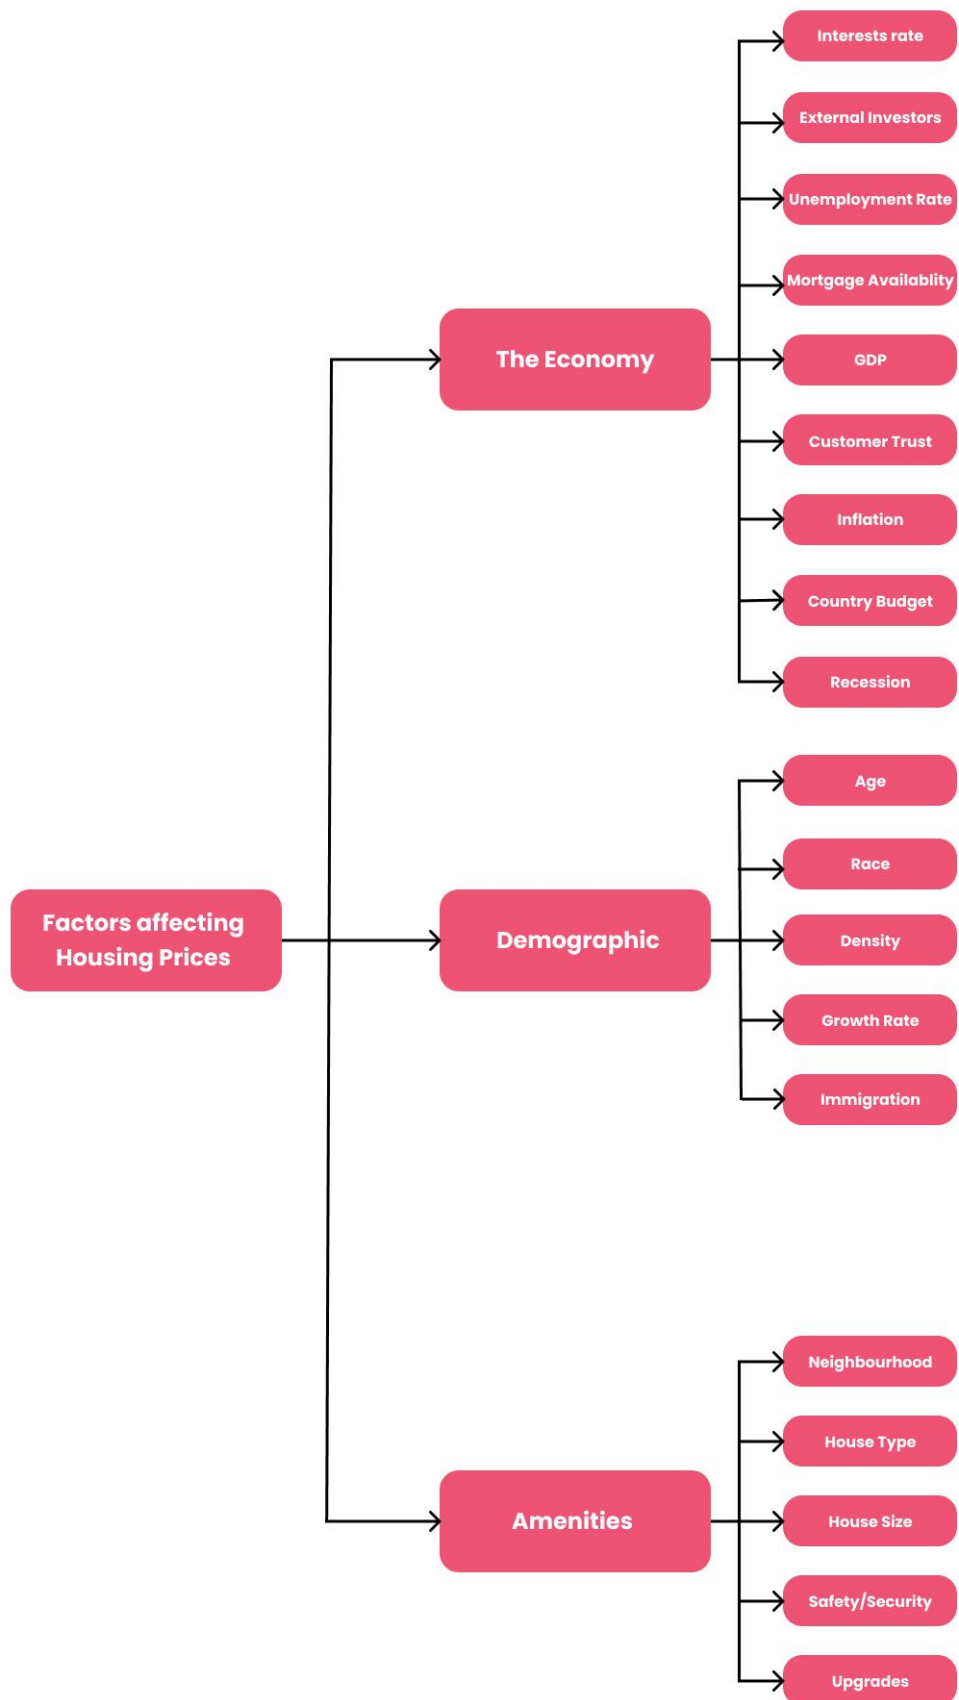 Interests rate
External Investors
Unemployment Rate
Mortgage Availablity
The Economy
GDP
Customer Trust
Inflation
Country Budget
Recession
Age
Race
Factors affecting
Housing Prices
Demographic
Density
Growth Rate
Immigration
Neighbourhood
House Type
Amenities
House Size
Safety/Security
Upgrades